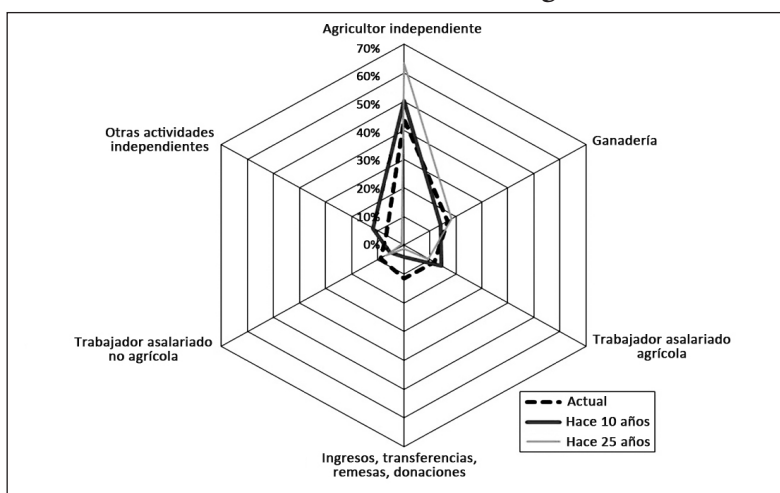 Agricultor independiente
70%
60%
50%
40%
30%
20%
10%
0%
Otras actividades
independientes
Ganadería
Trabajador asalariado
no agrícola
Trabajador asalariado
agrícola
Ingresos, transferencias,
remesas, donaciones
Actual
Hace 10 años
Hace 25 años